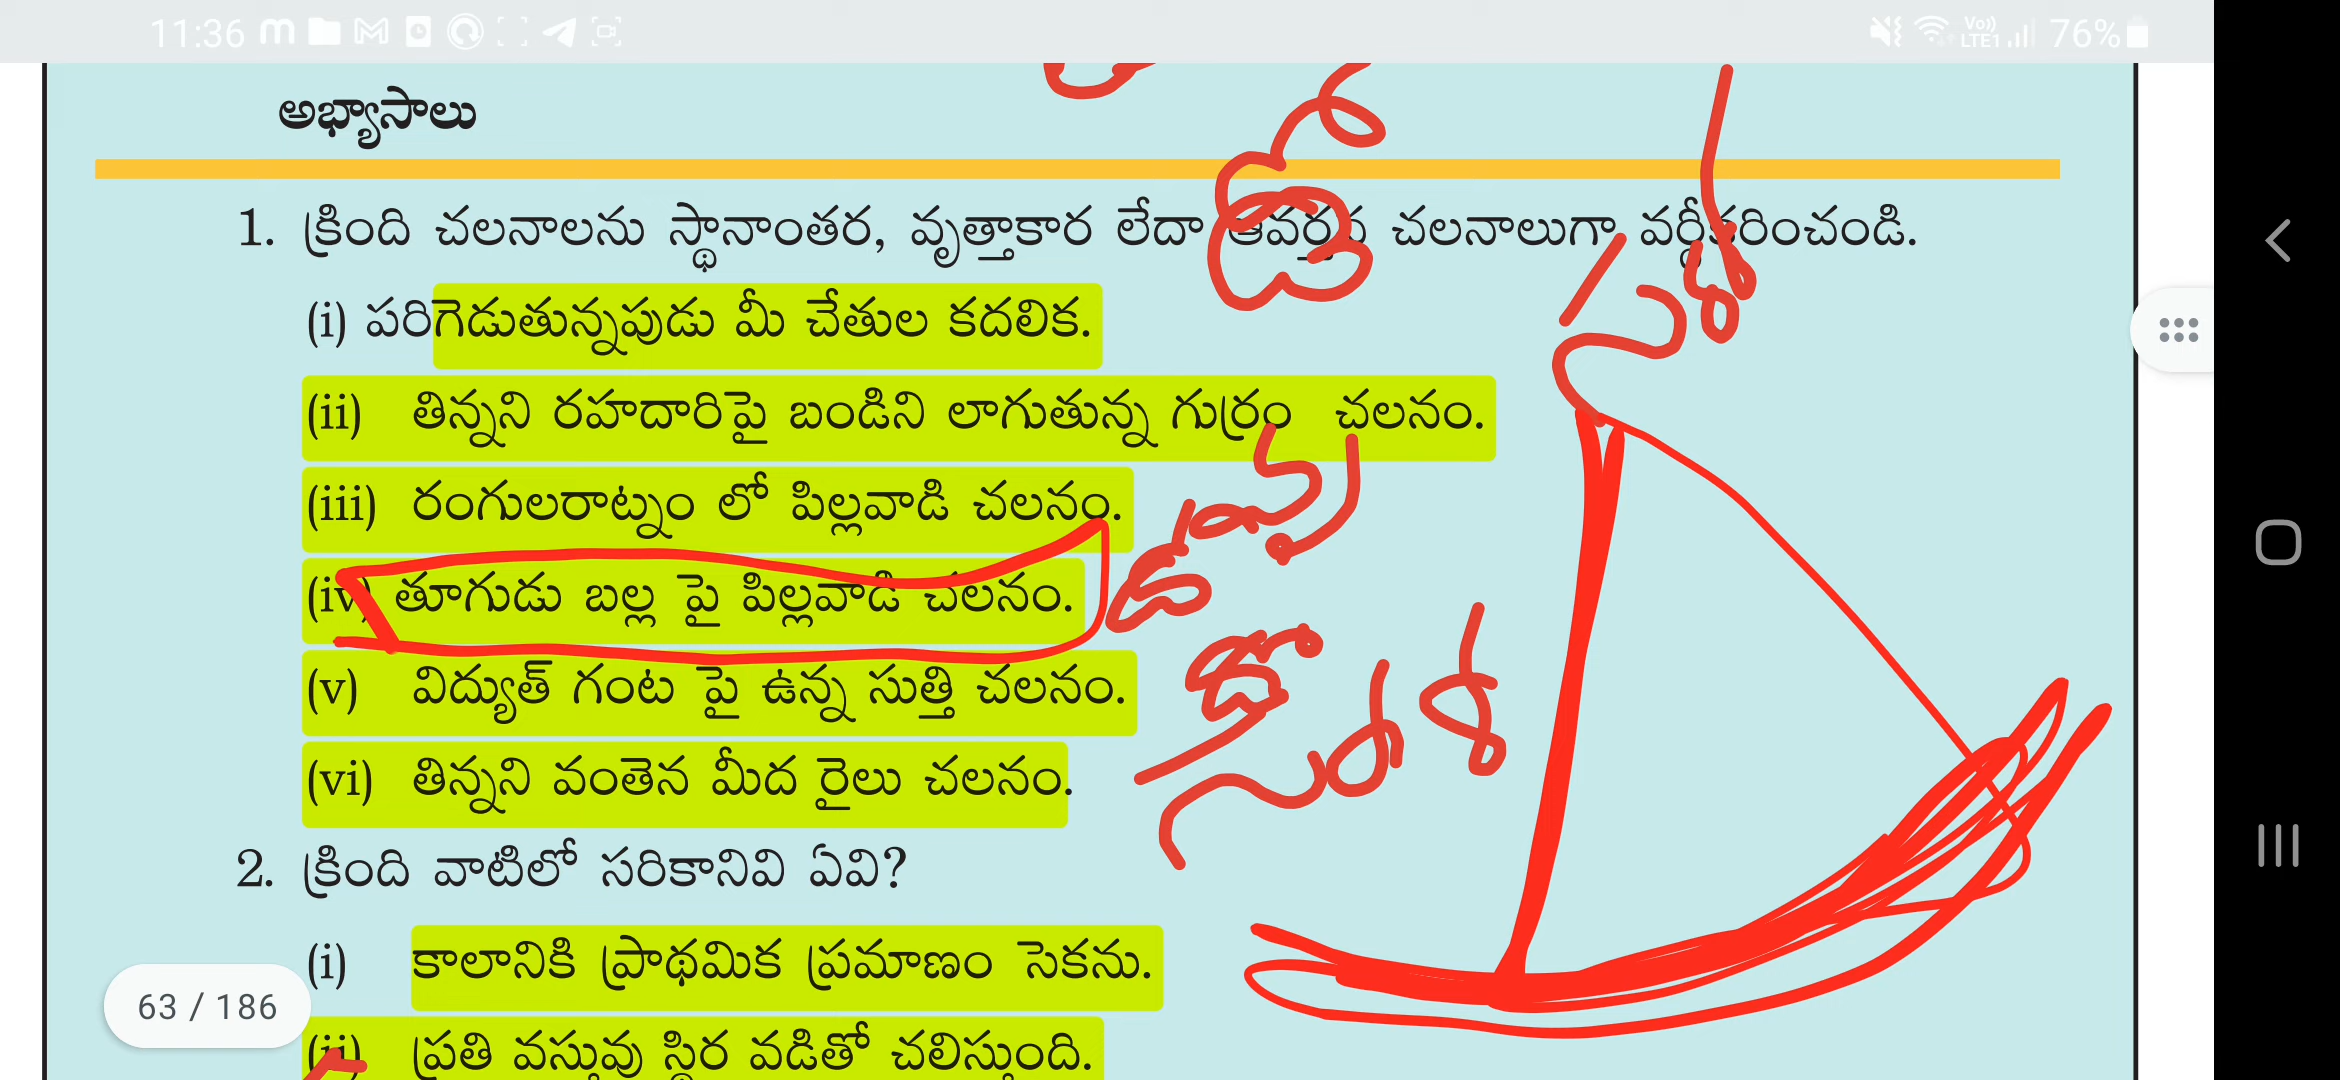 11:36
Vo)) LTE1 76%
అభ్యాసాలు
1. క్రింది చలనాలను స్థానాంతర, వృత్తాకార లేదా ఆవర్తన చలనాలుగా వర్గీకరించండి.
(i) పరిగెడుతున్నపుడు మీ చేతుల కదలిక.
(ii) తిన్నని రహదారిపై బండిని లాగుతున్న గుర్రం చలనం.
(iii) రంగులరాట్నం లో పిల్లవాడి చలనం.
(iv) తూగుడు బల్ల పై పిల్లవాడి చలనం.
(v) విద్యుత్ గంట పై ఉన్న సుత్తి చలనం.
(vi) తిన్నని వంతెన మీద రైలు చలనం.
2. క్రింది వాటిలో సరికానివి ఏవి?
(i) కాలానికి ప్రాథమిక ప్రమాణం సెకను.
63 / 186
(ii) ప్రతి వస్తువు స్థిర వడితో చలిస్తుంది.